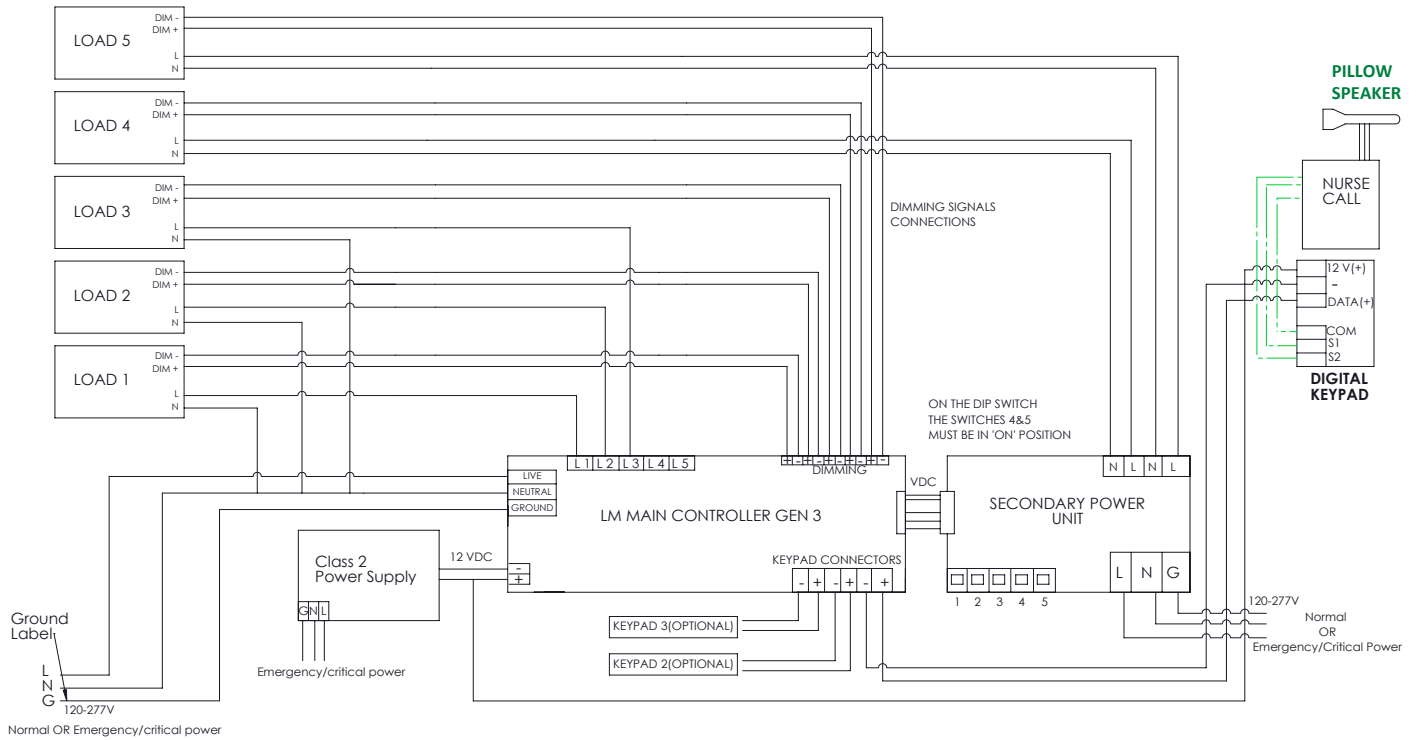 LOAD 5
DIM -
DIM +
L
N
LOAD 4
DIM -
DIM +
L
N
LOAD 3
DIM -
DIM +
L
N
LOAD 2
DIM -
DIM +
L
N
LOAD 1
DIM -
DIM +
L
N
PILLOW
SPEAKER
NURSE
CALL
DIMMING SIGNALS
CONNECTIONS
12 V(+)
-
DATA(+)
COM
S1
S2
DIGITAL
KEYPAD
ON THE DIP SWITCH
THE SWITCHES 4&5
MUST BE IN 'ON' POSITION
L1 L2 L3 L4 L5
+ - + - + - + - + -
DIMMING
LIVE
NEUTRAL
GROUND
LM MAIN CONTROLLER GEN 3
VDC
N L N L
SECONDARY POWER
UNIT
L N G
1 2 3 4 5
KEYPAD CONNECTORS
- + - + - +
12 VDC
-
+
Class 2
Power Supply
G N L
Emergency/critical power
KEYPAD 3(OPTIONAL)
KEYPAD 2(OPTIONAL)
120-277V
Normal
OR
Emergency/Critical Power
Ground
Label
L
N
G
120-277V
Normal OR Emergency/critical power